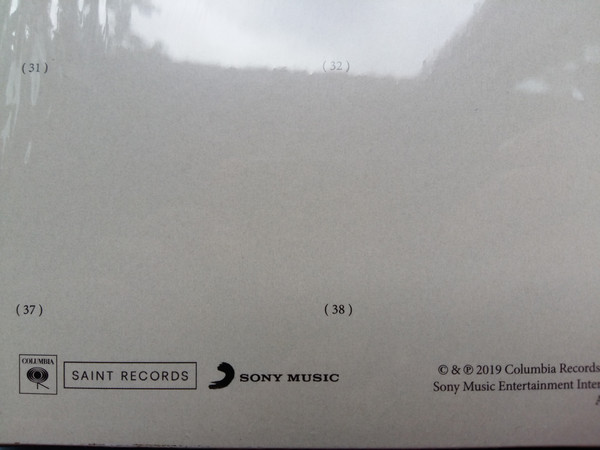 (31) (32)
(37) (38)
COLUMBIA
SAINT RECORDS
SONY MUSIC
© & ℗ 2019 Columbia Records
Sony Music Entertainment